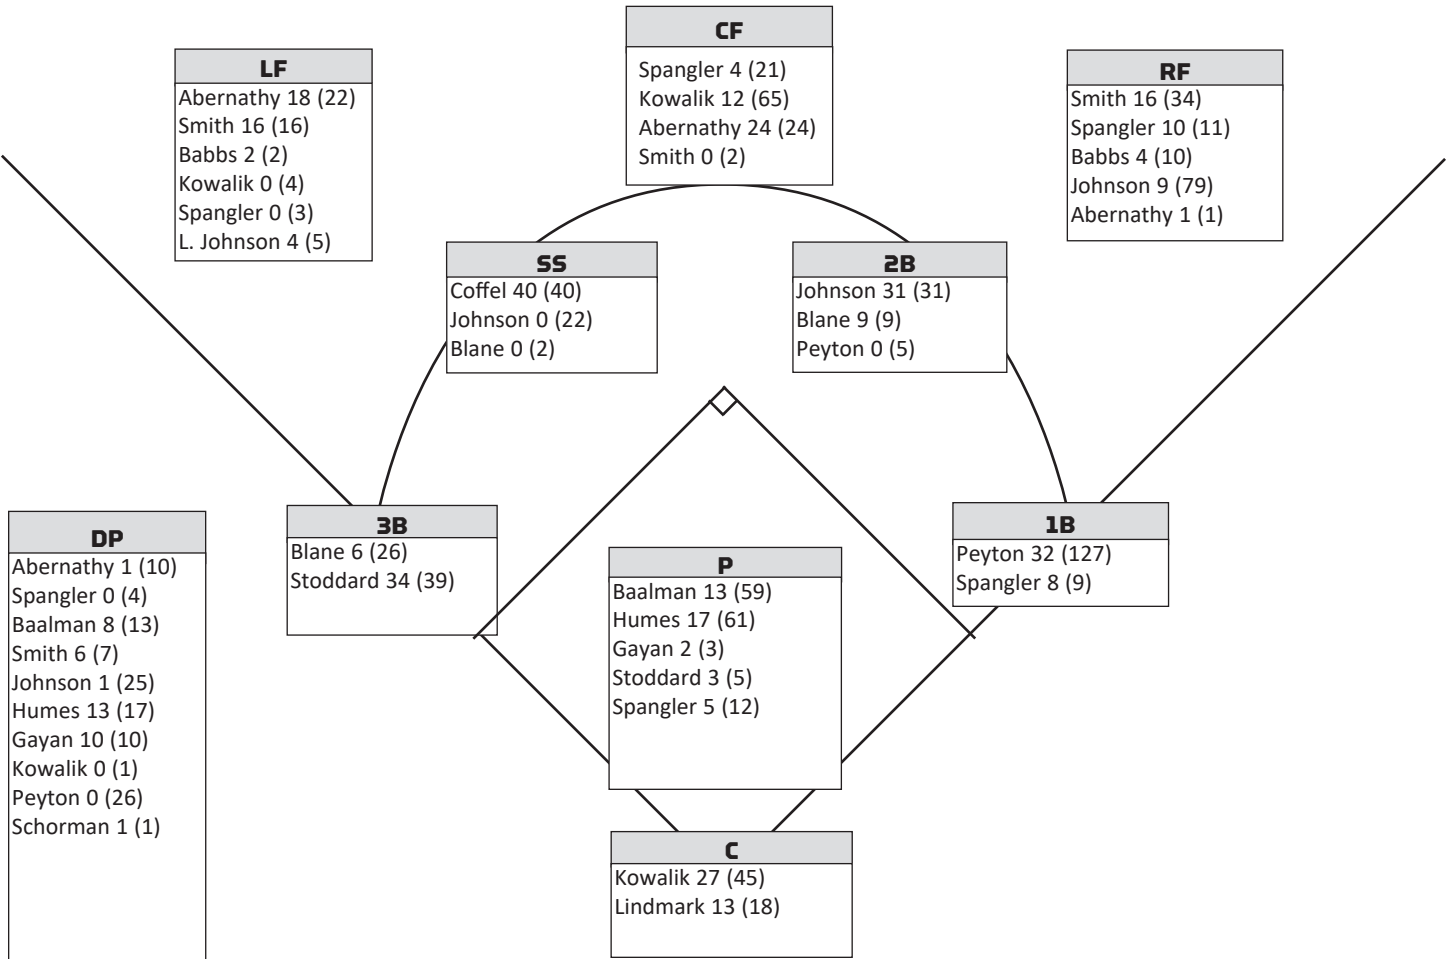 CF
Spangler 4 (21)
Kowalik 12 (65)
Abernathy 24 (24)
Smith 0 (2)
LF
Abernathy 18 (22)
Smith 16 (16)
Babbs 2 (2)
Kowalik 0 (4)
Spangler 0 (3)
L. Johnson 4 (5)
RF
Smith 16 (34)
Spangler 10 (11)
Babbs 4 (10)
Johnson 9 (79)
Abernathy 1 (1)
SS
Coffel 40 (40)
Johnson 0 (22)
Blane 0 (2)
2B
Johnson 31 (31)
Blane 9 (9)
Peyton 0 (5)
3B
Blane 6 (26)
Stoddard 34 (39)
1B
Peyton 32 (127)
Spangler 8 (9)
DP
Abernathy 1 (10)
Spangler 0 (4)
Baalman 8 (13)
Smith 6 (7)
Johnson 1 (25)
Humes 13 (17)
Gayan 10 (10)
Kowalik 0 (1)
Peyton 0 (26)
Schorman 1 (1)
P
Baalman 13 (59)
Humes 17 (61)
Gayan 2 (3)
Stoddard 3 (5)
Spangler 5 (12)
C
Kowalik 27 (45)
Lindmark 13 (18)